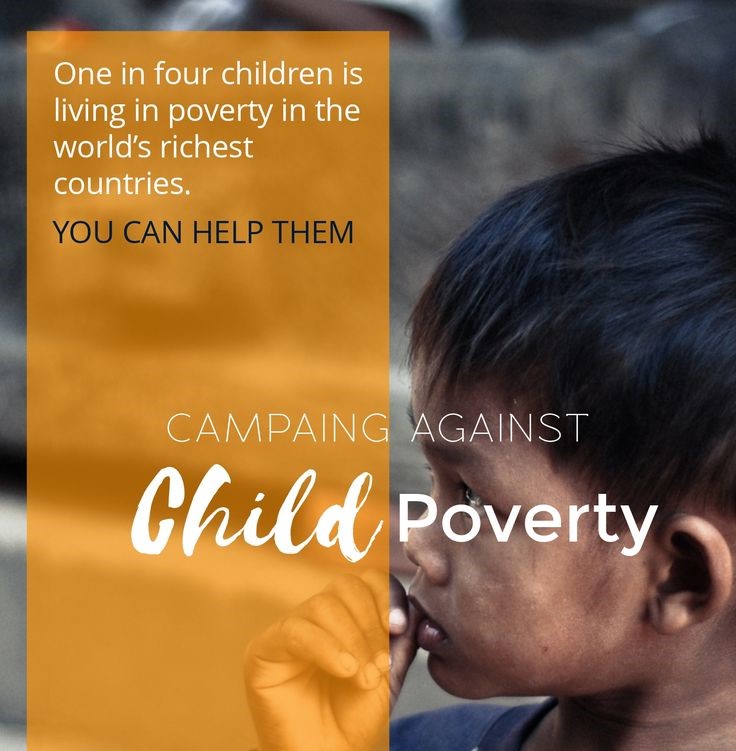 One in four children is
living in poverty in the
world’s richest
countries.
YOU CAN HELP THEM
CAMPAING AGAINST
Child Poverty